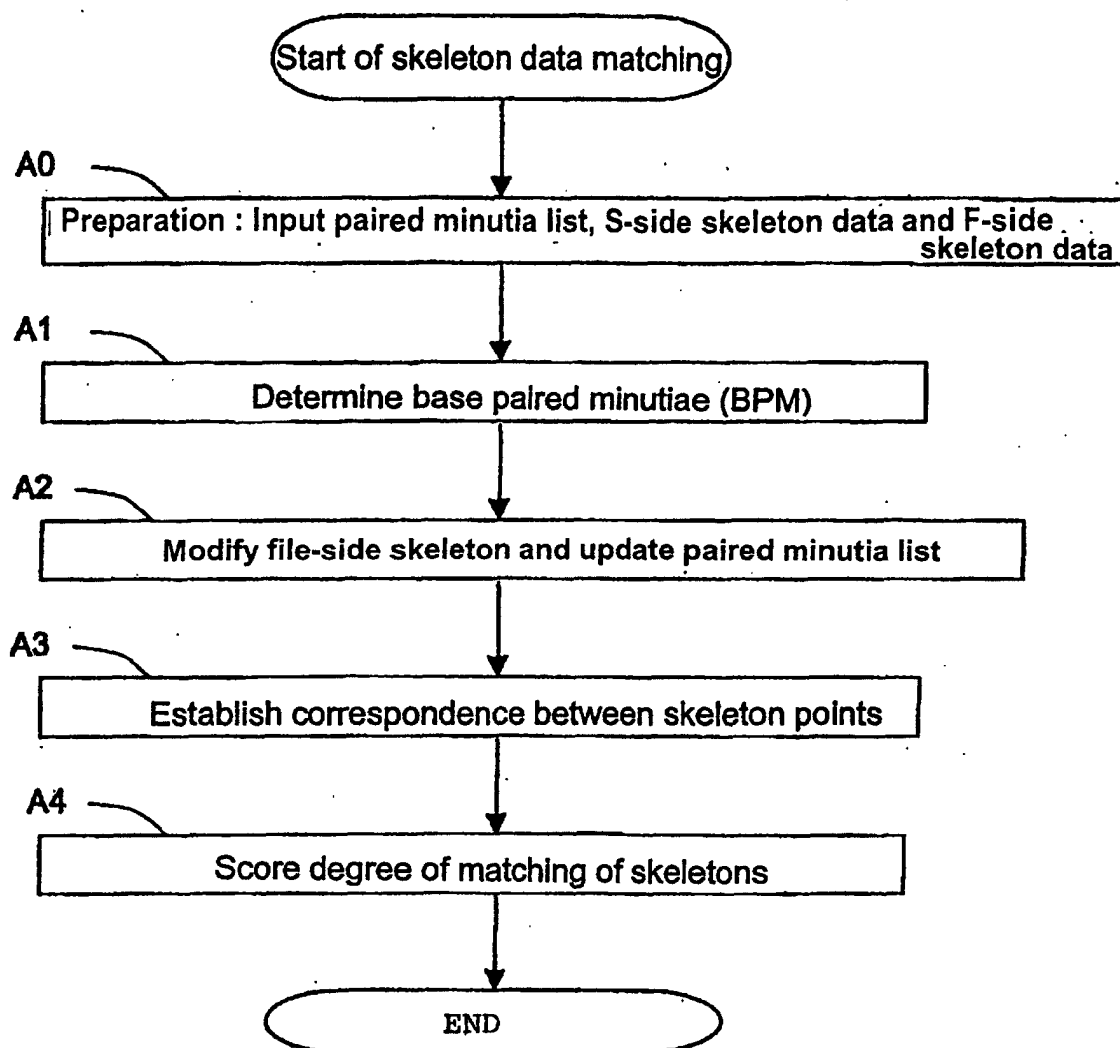 Start of skeleton data matching
A0
Preparation : Input paired minutia list, S-side skeleton data and F-side
skeleton data
A1
Determine base paired minutiae (BPM)
A2
Modify file-side skeleton and update paired minutia list
A3
Establish correspondence between skeleton points
A4
Score degree of matching of skeletons
END